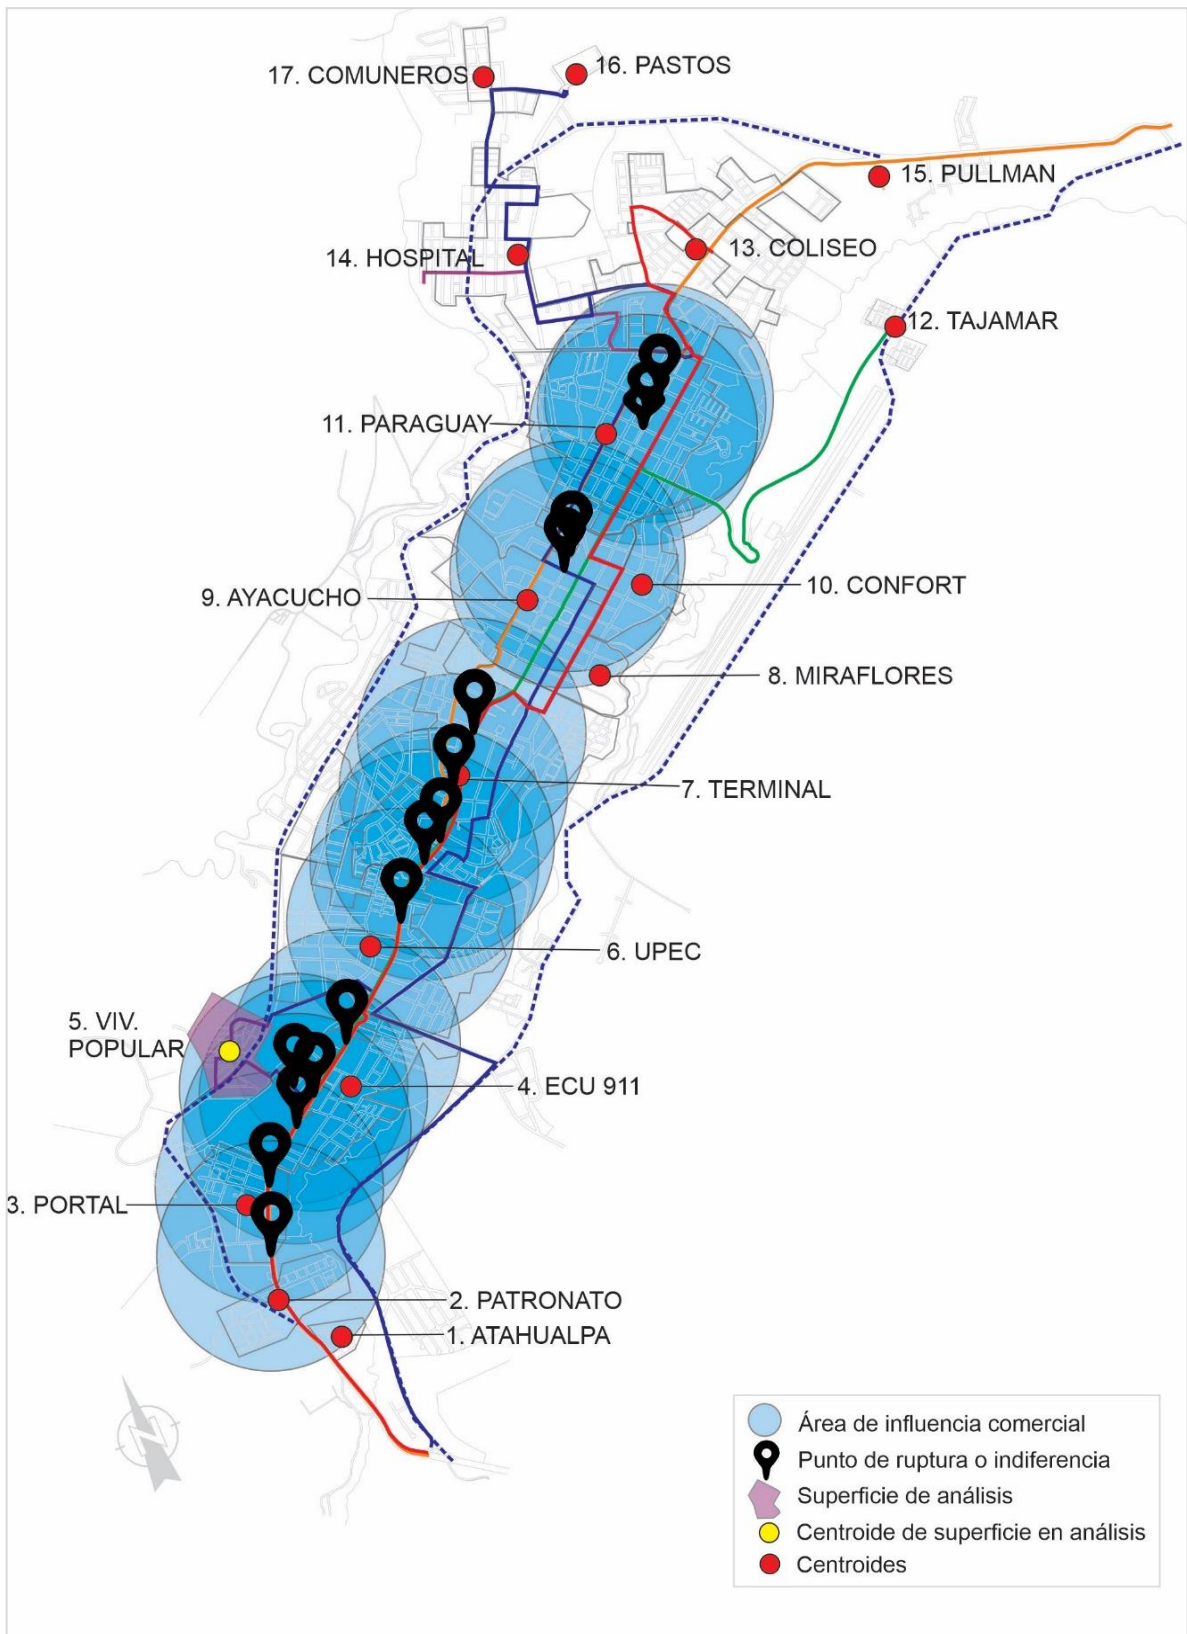 16. PASTOS
17. COMUNEROS
15. PULLMAN
13. COLISEO
14. HOSPITAL
12. TAJAMAR
11. PARAGUAY
10. CONFORT
9. AYACUCHO
8. MIRAFLORES
7. TERMINAL
6. UPEC
5. VIV.
POPULAR
4. ECU 911
3. PORTAL
2. PATRONATO
1. ATAHUALPA
Área de influencia comercial
Punto de ruptura o indiferencia
Superficie de análisis
Centroide de superficie en análisis
Centroides